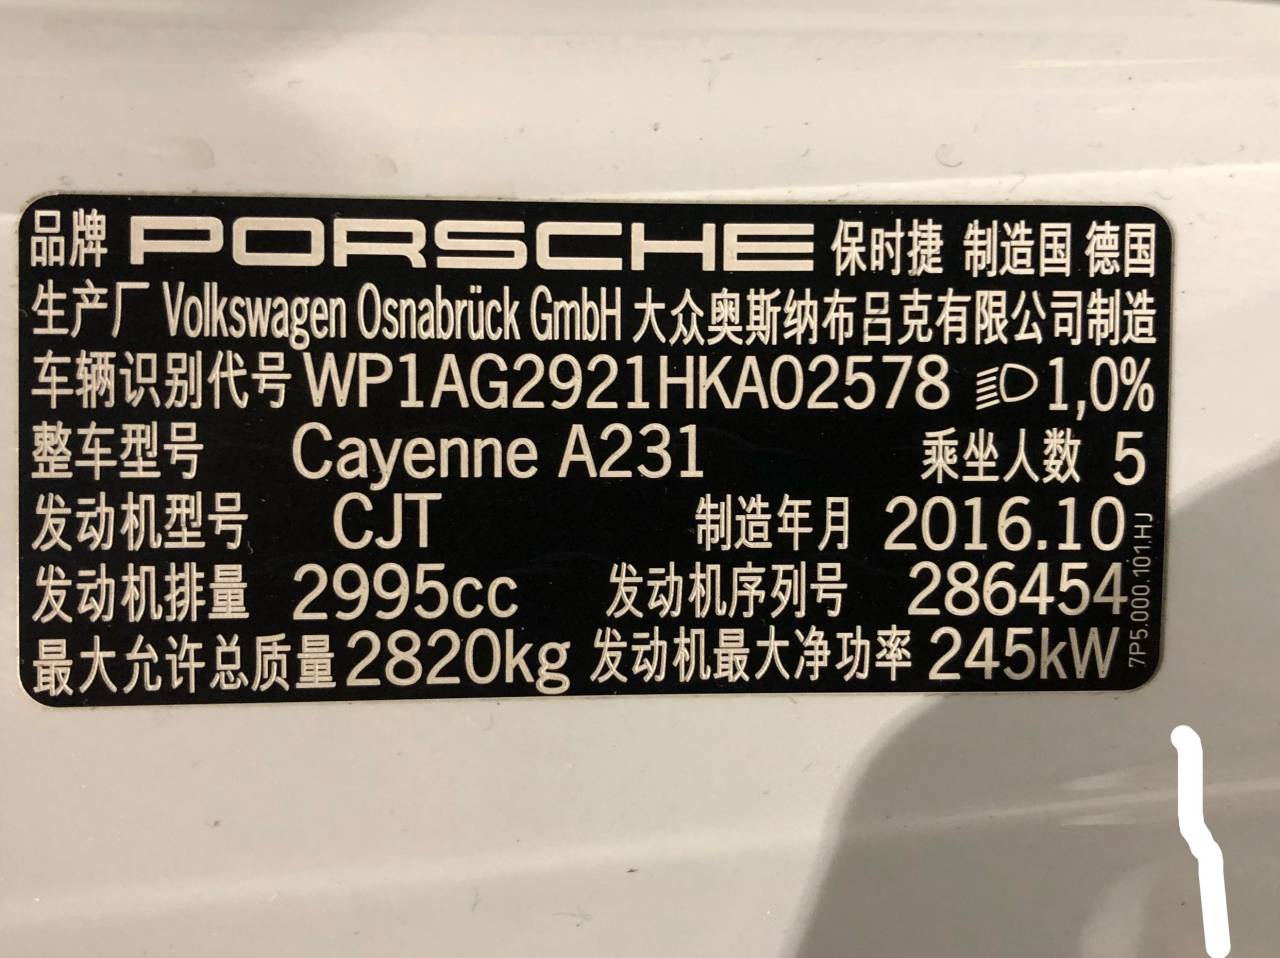 品牌 PORSCHE 保时捷 制造国 德国
生产厂 Volkswagen Osnabrück GmbH 大众奥斯纳布吕克有限公司制造
车辆识别代号 WP1AG2921HKA02578 1,0%
整车型号 Cayenne A231 乘坐人数 5
发动机型号 CJT 制造年月 2016.10
发动机排量 2995cc 发动机序列号 286454
最大允许总质量 2820kg 发动机最大净功率 245kW
7P5.000.101.HJ